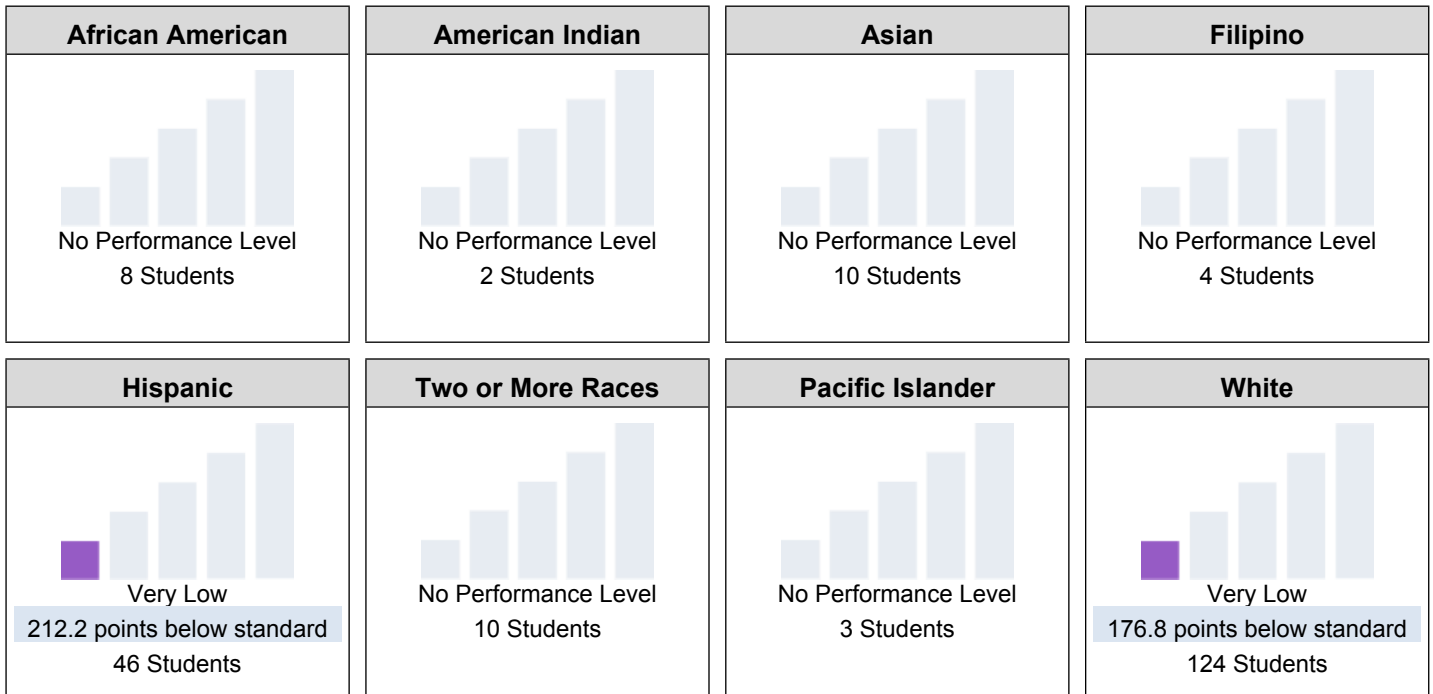 African American
No Performance Level
8 Students
American Indian
No Performance Level
2 Students
Asian
No Performance Level
10 Students
Filipino
No Performance Level
4 Students
Hispanic
Very Low
212.2 points below standard
46 Students
Two or More Races
No Performance Level
10 Students
Pacific Islander
No Performance Level
3 Students
White
Very Low
176.8 points below standard
124 Students